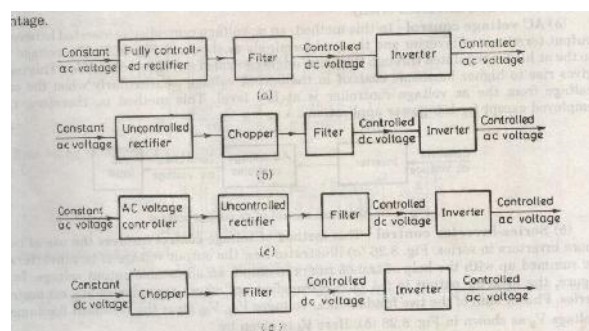 ntage.
Constant
ac voltage
Fully controll-
ed rectifier
Filter
Controlled
dc voltage
Inverter
Controlled
ac voltage
(a)
Constant
ac voltage
Uncontrolled
rectifier
Chopper
Filter
Controlled
dc voltage
Inverter
Controlled
ac voltage
(b)
Constant
ac voltage
AC voltage
controller
Uncontrolled
rectifier
Filter
Controlled
dc voltage
Inverter
Controlled
ac voltage
(c)
Constant
dc voltage
Chopper
Filter
Controlled
dc voltage
Inverter
Controlled
ac voltage